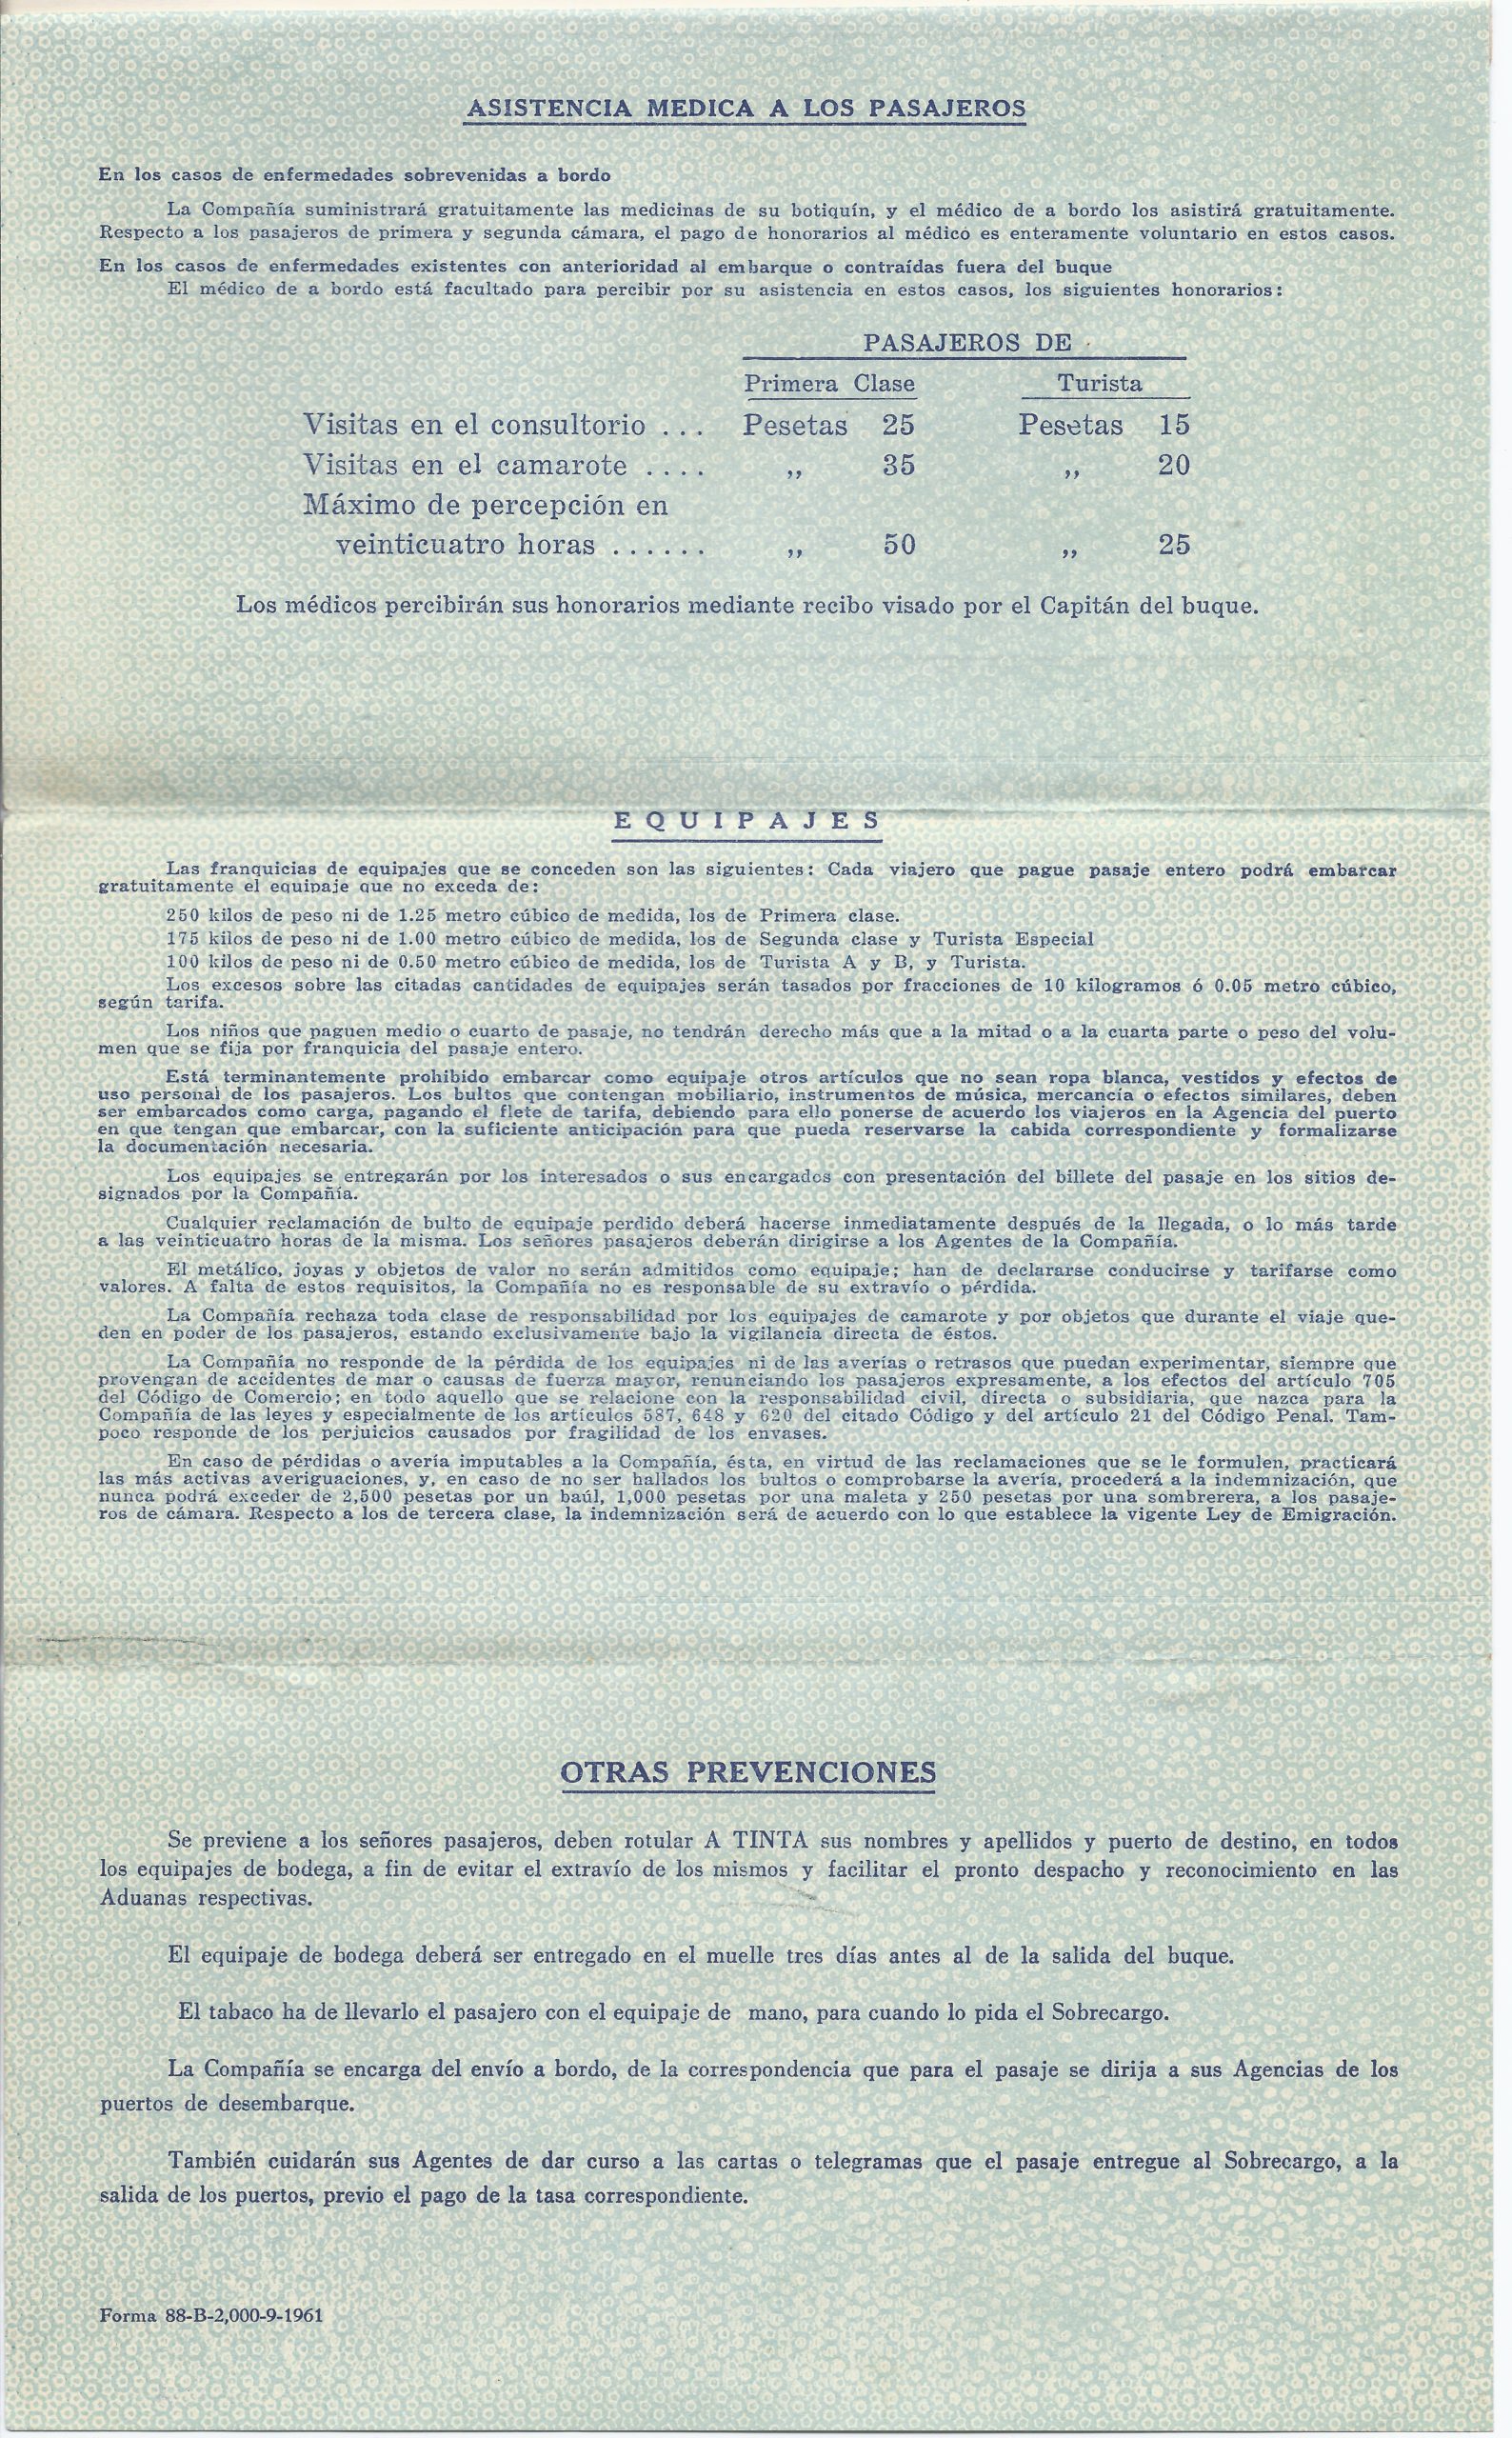 ASISTENCIA MEDICA A LOS PASAJEROS
En los casos de enfermedades sobrevenidas a bordo
La Compañía suministrará gratuitamente las medicinas de su botiquín, y el médico de a bordo los asistirá gratuitamente.
Respecto a los pasajeros de primera y segunda cámara, el pago de honorarios al médico es enteramente voluntario en estos casos.
En los casos de enfermedades existentes con anterioridad al embarque o contraídas fuera del buque
El médico de a bordo está facultado para percibir por su asistencia en estos casos, los siguientes honorarios:
PASAJEROS DE
Primera Clase Turista
Visitas en el consultorio ... Pesetas 25 Pesetas 15
Visitas en el camarote .... ,, 35 ,, 20
Máximo de percepción en
veinticuatro horas ...... ,, 50 ,, 25
Los médicos percibirán sus honorarios mediante recibo visado por el Capitán del buque.
EQUIPAJES
Las franquicias de equipajes que se conceden son las siguientes: Cada viajero que pague pasaje entero podrá embarcar
gratuitamente el equipaje que no exceda de:
250 kilos de peso ni de 1.25 metro cúbico de medida, los de Primera clase.
175 kilos de peso ni de 1.00 metro cúbico de medida, los de Segunda clase y Turista Especial
100 kilos de peso ni de 0.50 metro cúbico de medida, los de Turista A y B, y Turista.
Los excesos sobre las citadas cantidades de equipajes serán tasados por fracciones de 10 kilogramos ó 0.05 metro cúbico,
según tarifa.
Los niños que paguen medio o cuarto de pasaje, no tendrán derecho más que a la mitad o a la cuarta parte o peso del volu-
men que se fija por franquicia del pasaje entero.
Está terminantemente prohibido embarcar como equipaje otros artículos que no sean ropa blanca, vestidos y efectos de
uso personal de los pasajeros. Los bultos que contengan mobiliario, instrumentos de música, mercancía o efectos similares, deben
ser embarcados como carga, pagando el flete de tarifa, debiendo para ello ponerse de acuerdo los viajeros en la Agencia del puerto
en que tengan que embarcar, con la suficiente anticipación para que pueda reservarse la cabida correspondiente y formalizarse
la documentación necesaria.
Los equipajes se entregarán por los interesados o sus encargados con presentación del billete del pasaje en los sitios de-
signados por la Compañía.
Cualquier reclamación de bulto de equipaje perdido deberá hacerse inmediatamente después de la llegada, o lo más tarde
a las veinticuatro horas de la misma. Los señores pasajeros deberán dirigirse a los Agentes de la Compañía.
El metálico, joyas y objetos de valor no serán admitidos como equipaje; han de declararse conducirse y tarifarse como
valores. A falta de estos requisitos, la Compañía no es responsable de su extravío o pérdida.
La Compañía rechaza toda clase de responsabilidad por los equipajes de camarote y por objetos que durante el viaje que-
den en poder de los pasajeros, estando exclusivamente bajo la vigilancia directa de éstos.
La Compañía no responde de la pérdida de los equipajes ni de las averías o retrasos que puedan experimentar, siempre que
provengan de accidentes de mar o causas de fuerza mayor, renunciando los pasajeros expresamente, a los efectos del artículo 705
del Código de Comercio; en todo aquello que se relacione con la responsabilidad civil, directa o subsidiaria, que nazca para la
Compañía de las leyes y especialmente de los artículos 587, 648 y 620 del citado Código y del artículo 21 del Código Penal. Tam-
poco responde de los perjuicios causados por fragilidad de los envases.
En caso de pérdidas o avería imputables a la Compañía, ésta, en virtud de las reclamaciones que se le formulen, practicará
las más activas averiguaciones, y, en caso de no ser hallados los bultos o comprobarse la avería, procederá a la indemnización, que
nunca podrá exceder de 2,500 pesetas por un baúl, 1,000 pesetas por una maleta y 250 pesetas por una sombrerera, a los pasaje-
ros de cámara. Respecto a los de tercera clase, la indemnización será de acuerdo con lo que establece la vigente Ley de Emigración.
OTRAS PREVENCIONES
Se previene a los señores pasajeros, deben rotular A TINTA sus nombres y apellidos y puerto de destino, en todos
los equipajes de bodega, a fin de evitar el extravío de los mismos y facilitar el pronto despacho y reconocimiento en las
Aduanas respectivas.
El equipaje de bodega deberá ser entregado en el muelle tres días antes al de la salida del buque.
El tabaco ha de llevarlo el pasajero con el equipaje de mano, para cuando lo pida el Sobrecargo.
La Compañía se encarga del envío a bordo, de la correspondencia que para el pasaje se dirija a sus Agencias de los
puertos de desembarque.
También cuidarán sus Agentes de dar curso a las cartas o telegramas que el pasaje entregue al Sobrecargo, a la
salida de los puertos, previo el pago de la tasa correspondiente.
Forma 88-B-2,000-9-1961